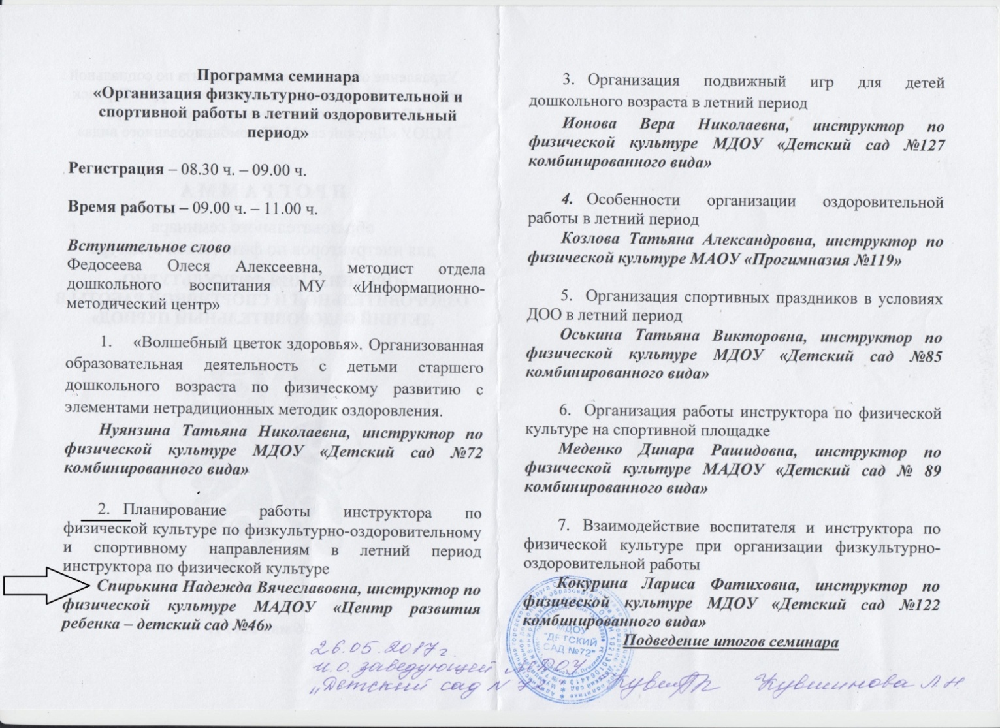 Программа семинара
«Организация физкультурно-оздоровительной и
спортивной работы в летний оздоровительный
период»
Регистрация – 08.30 ч. – 09.00 ч.
Время работы – 09.00 ч. – 11.00 ч.
Вступительное слово
Федосеева Олеся Алексеевна, методист отдела
дошкольного воспитания МУ «Информационно-
методический центр»
1. «Волшебный цветок здоровья». Организованная
образовательная деятельность с детьми старшего
дошкольного возраста по физическому развитию с
элементами нетрадиционных методик оздоровления.
Нуянзина Татьяна Николаевна, инструктор по
физической культуре МДОУ «Детский сад №72
комбинированного вида»
2. Планирование работы инструктора по
физической культуре по физкультурно-оздоровительному
и спортивному направлениям в летний период
инструктора по физической культуре
Спирькина Надежда Вячеславовна, инструктор по
физической культуре МАДОУ «Центр развития
ребенка – детский сад №46»
3. Организация подвижный игр для детей
дошкольного возраста в летний период
Ионова Вера Николаевна, инструктор по
физической культуре МДОУ «Детский сад №127
комбинированного вида»
4. Особенности организации оздоровительной
работы в летний период
Козлова Татьяна Александровна, инструктор по
физической культуре МАОУ «Прогимназия №119»
5. Организация спортивных праздников в условиях
ДОО в летний период
Оськина Татьяна Викторовна, инструктор по
физической культуре МДОУ «Детский сад №85
комбинированного вида»
6. Организация работы инструктора по физической
культуре на спортивной площадке
Меденко Динара Рашидовна, инструктор по
физической культуре МАДОУ «Детский сад № 89
комбинированного вида»
7. Взаимодействие воспитателя и инструктора по
физической культуре при организации физкультурно-
оздоровительной работы
Кокурина Лариса Фатиховна, инструктор по
физической культуре МДОУ «Детский сад №122
комбинированного вида»
Подведение итогов семинара
МДОУ
"ДЕТСКИЙ
САД №72"
26.05.2017г.
и.о. заведующей МДОУ
„Детский сад N 72" Кувшинова Л.Н.